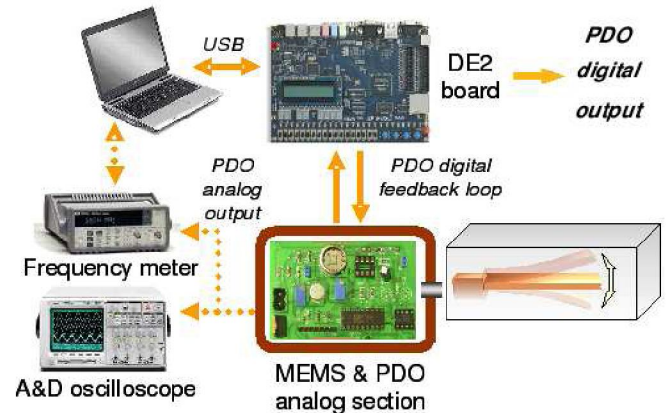 USB
DE2
board
PDO
digital
output
PDO
analog
output
PDO digital
feedback loop
Frequency meter
A&D oscilloscope
MEMS & PDO
analog section